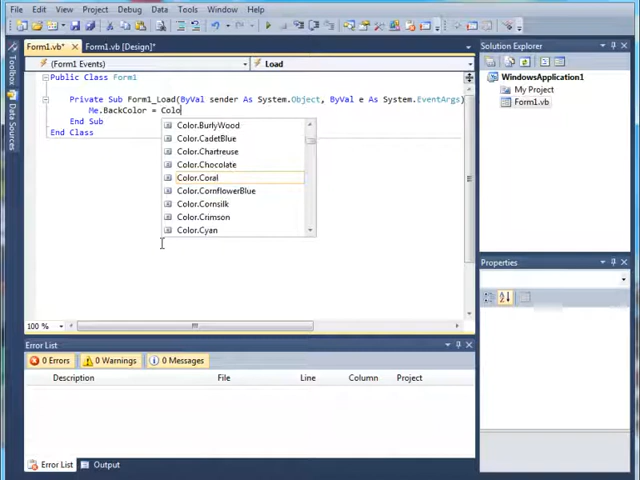 File Edit View Project Build Debug Data Tools Window Help
Form1.vb* Form1.vb [Design]*
Toolbox
Data Sources
(Form1 Events) Load
Public Class Form1
Private Sub Form1_Load(ByVal sender As System.Object, ByVal e As System.EventArgs)
Me.BackColor = Colo
End Sub
End Class
Color.BurlyWood
Color.CadetBlue
Color.Chartreuse
Color.Chocolate
Color.Coral
Color.CornflowerBlue
Color.Cornsilk
Color.Crimson
Color.Cyan
100 %
Error List
0 Errors 0 Warnings 0 Messages
Description File Line Column Project
Error List Output
Solution Explorer
WindowsApplication1
My Project
Form1.vb
Properties